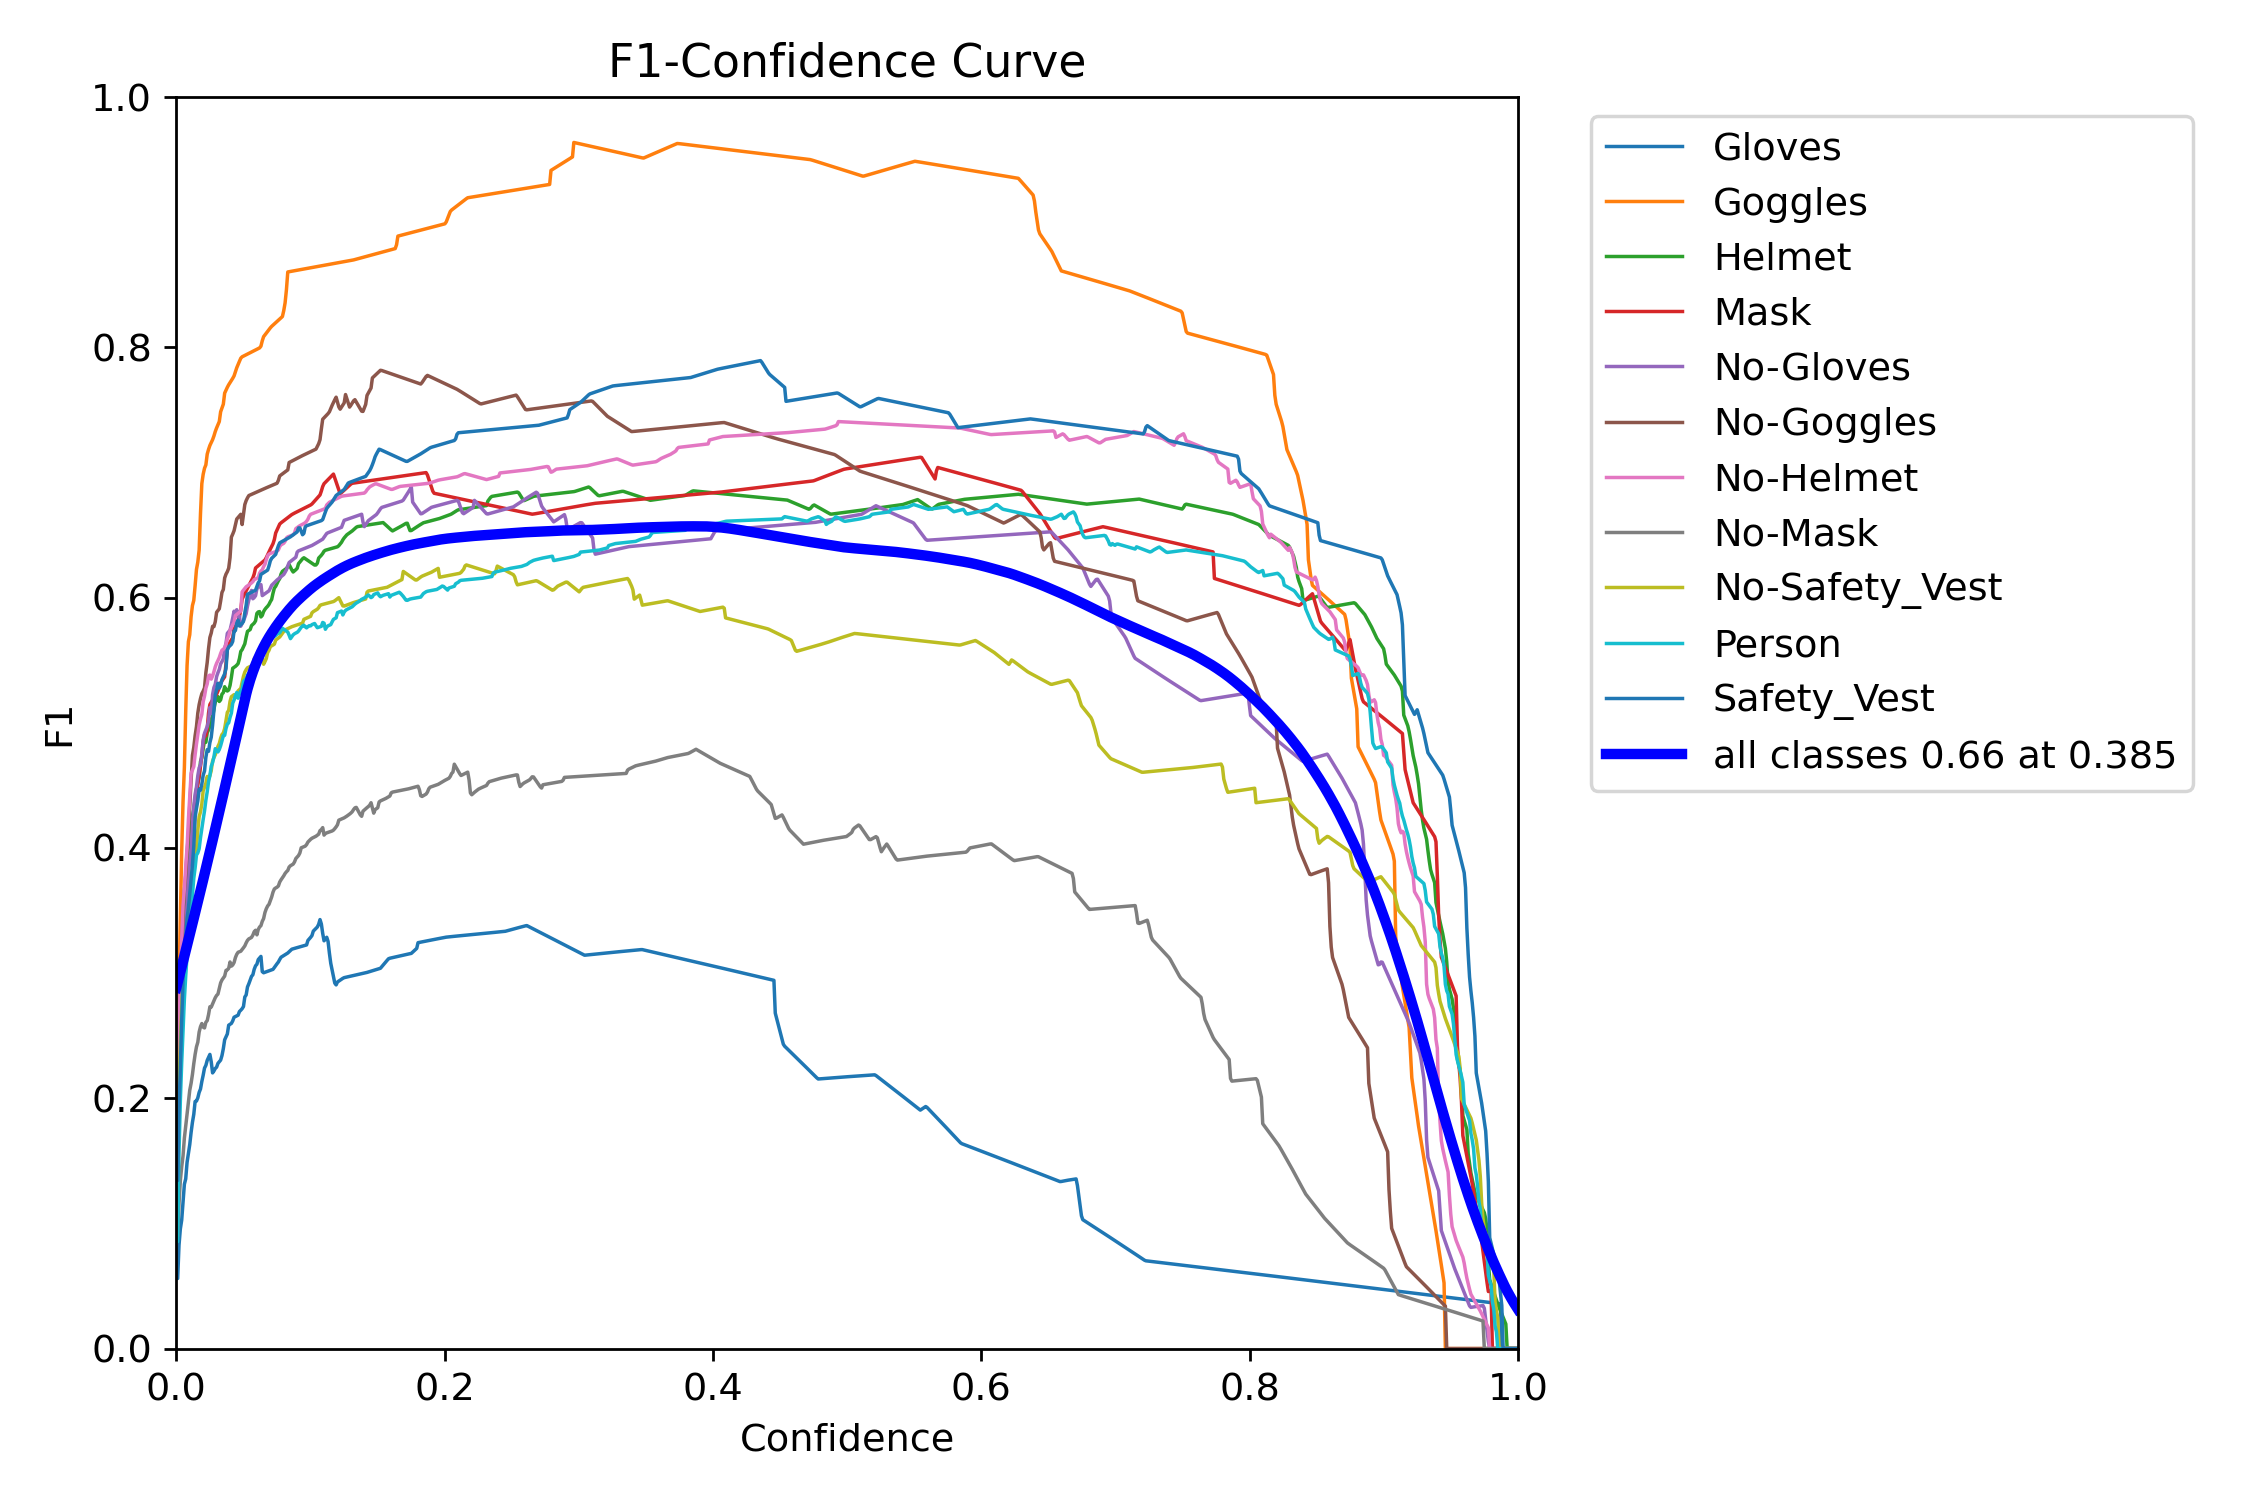 F1-Confidence Curve
1.0
0.8
0.6
0.4
0.2
0.0
F1
0.0 0.2 0.4 0.6 0.8 1.0
Confidence
Gloves
Goggles
Helmet
Mask
No-Gloves
No-Goggles
No-Helmet
No-Mask
No-Safety_Vest
Person
Safety_Vest
all classes 0.66 at 0.385